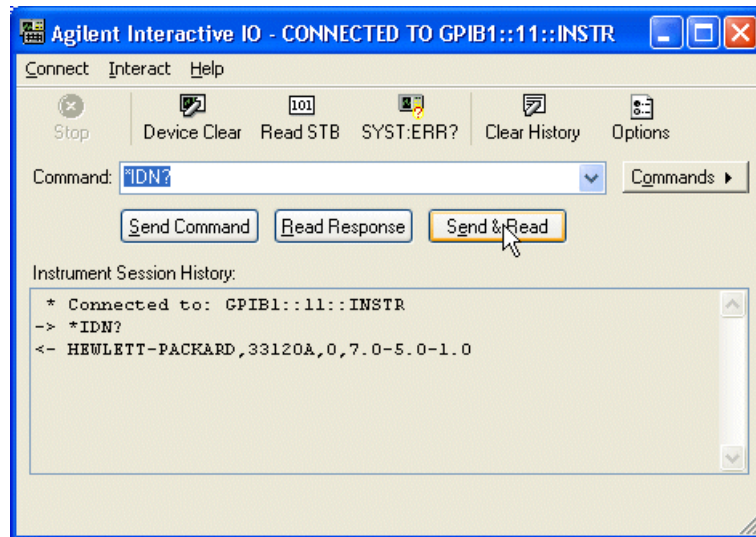 Agilent Interactive IO - CONNECTED TO GPIB1::11::INSTR
Connect Interact Help
101
Stop Device Clear Read STB SYST:ERR? Clear History Options
Command: *IDN? Commands
Send Command Read Response Send & Read
Instrument Session History:
* Connected to: GPIB1::11::INSTR
-> *IDN?
<- HEWLETT-PACKARD,33120A,0,7.0-5.0-1.0